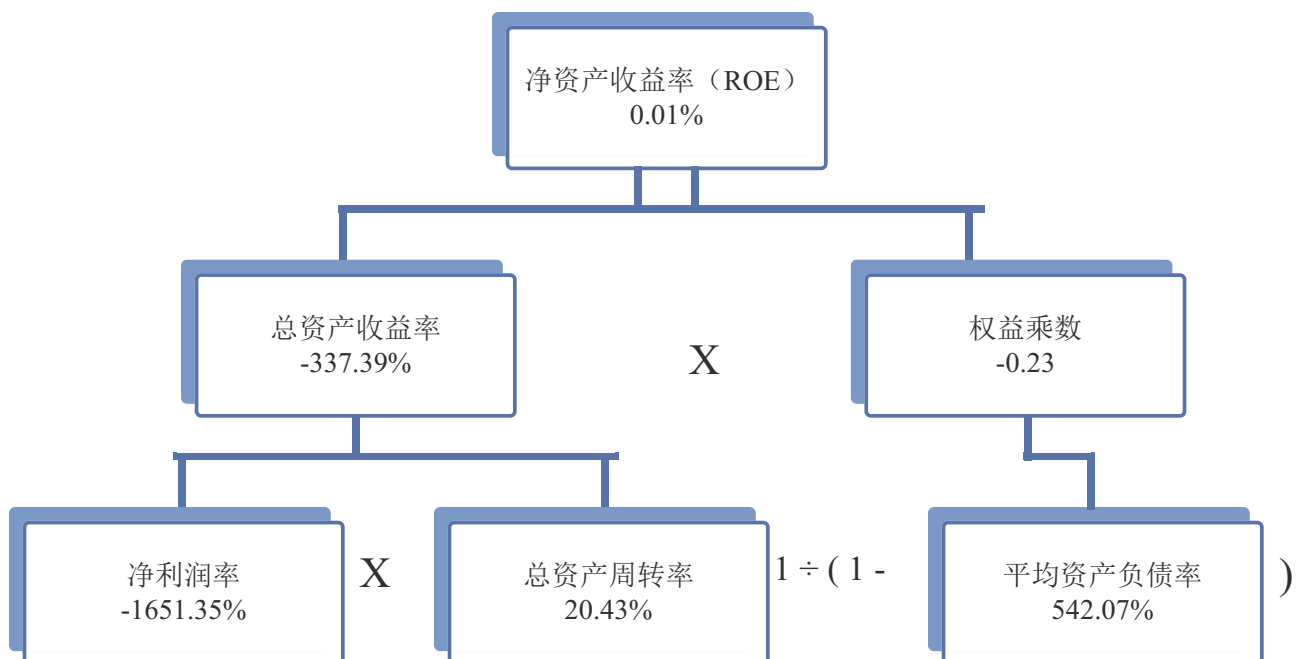 净资产收益率（ROE）
0.01%
总资产收益率
-337.39%
X
权益乘数
-0.23
净利润率
-1651.35%
X
总资产周转率
20.43%
1 ÷ ( 1 -
平均资产负债率
542.07%
)